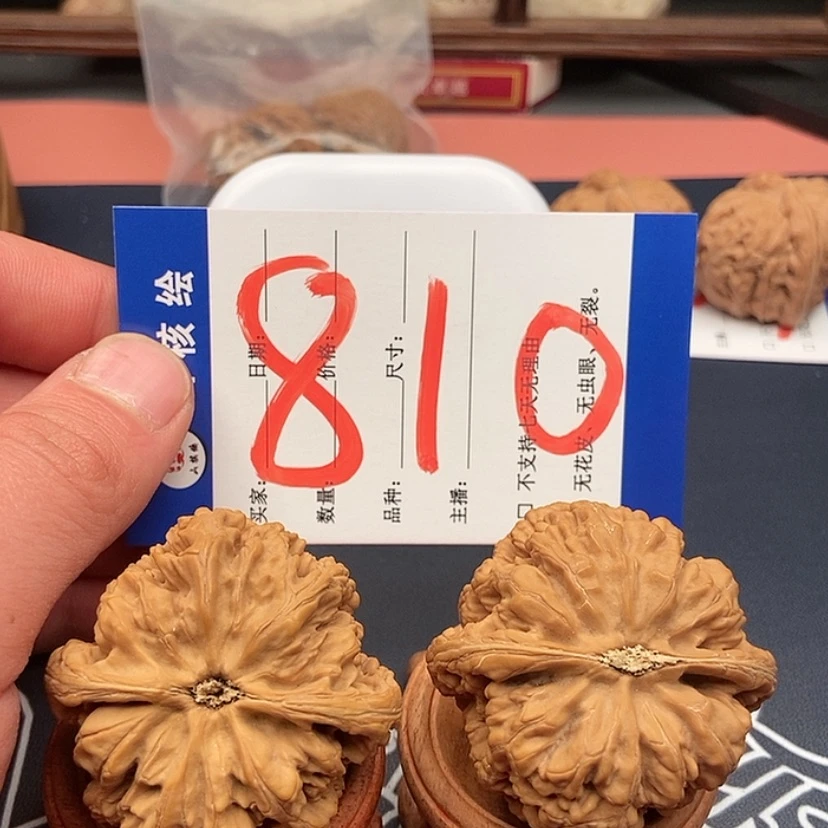 810
核绘
买家：
日期：
数量：
价格：
品种：
尺寸：
主播：
□ 不支持七天无理由
无花皮、无虫眼、无裂。